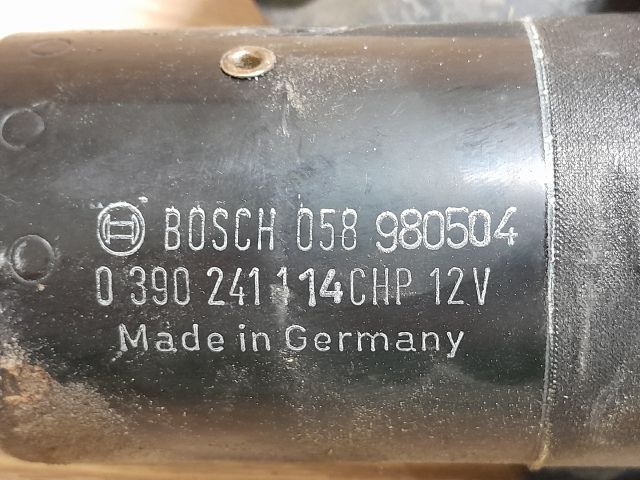 BOSCH 058 980504
0 390 241 114CHP 12V
Made in Germany